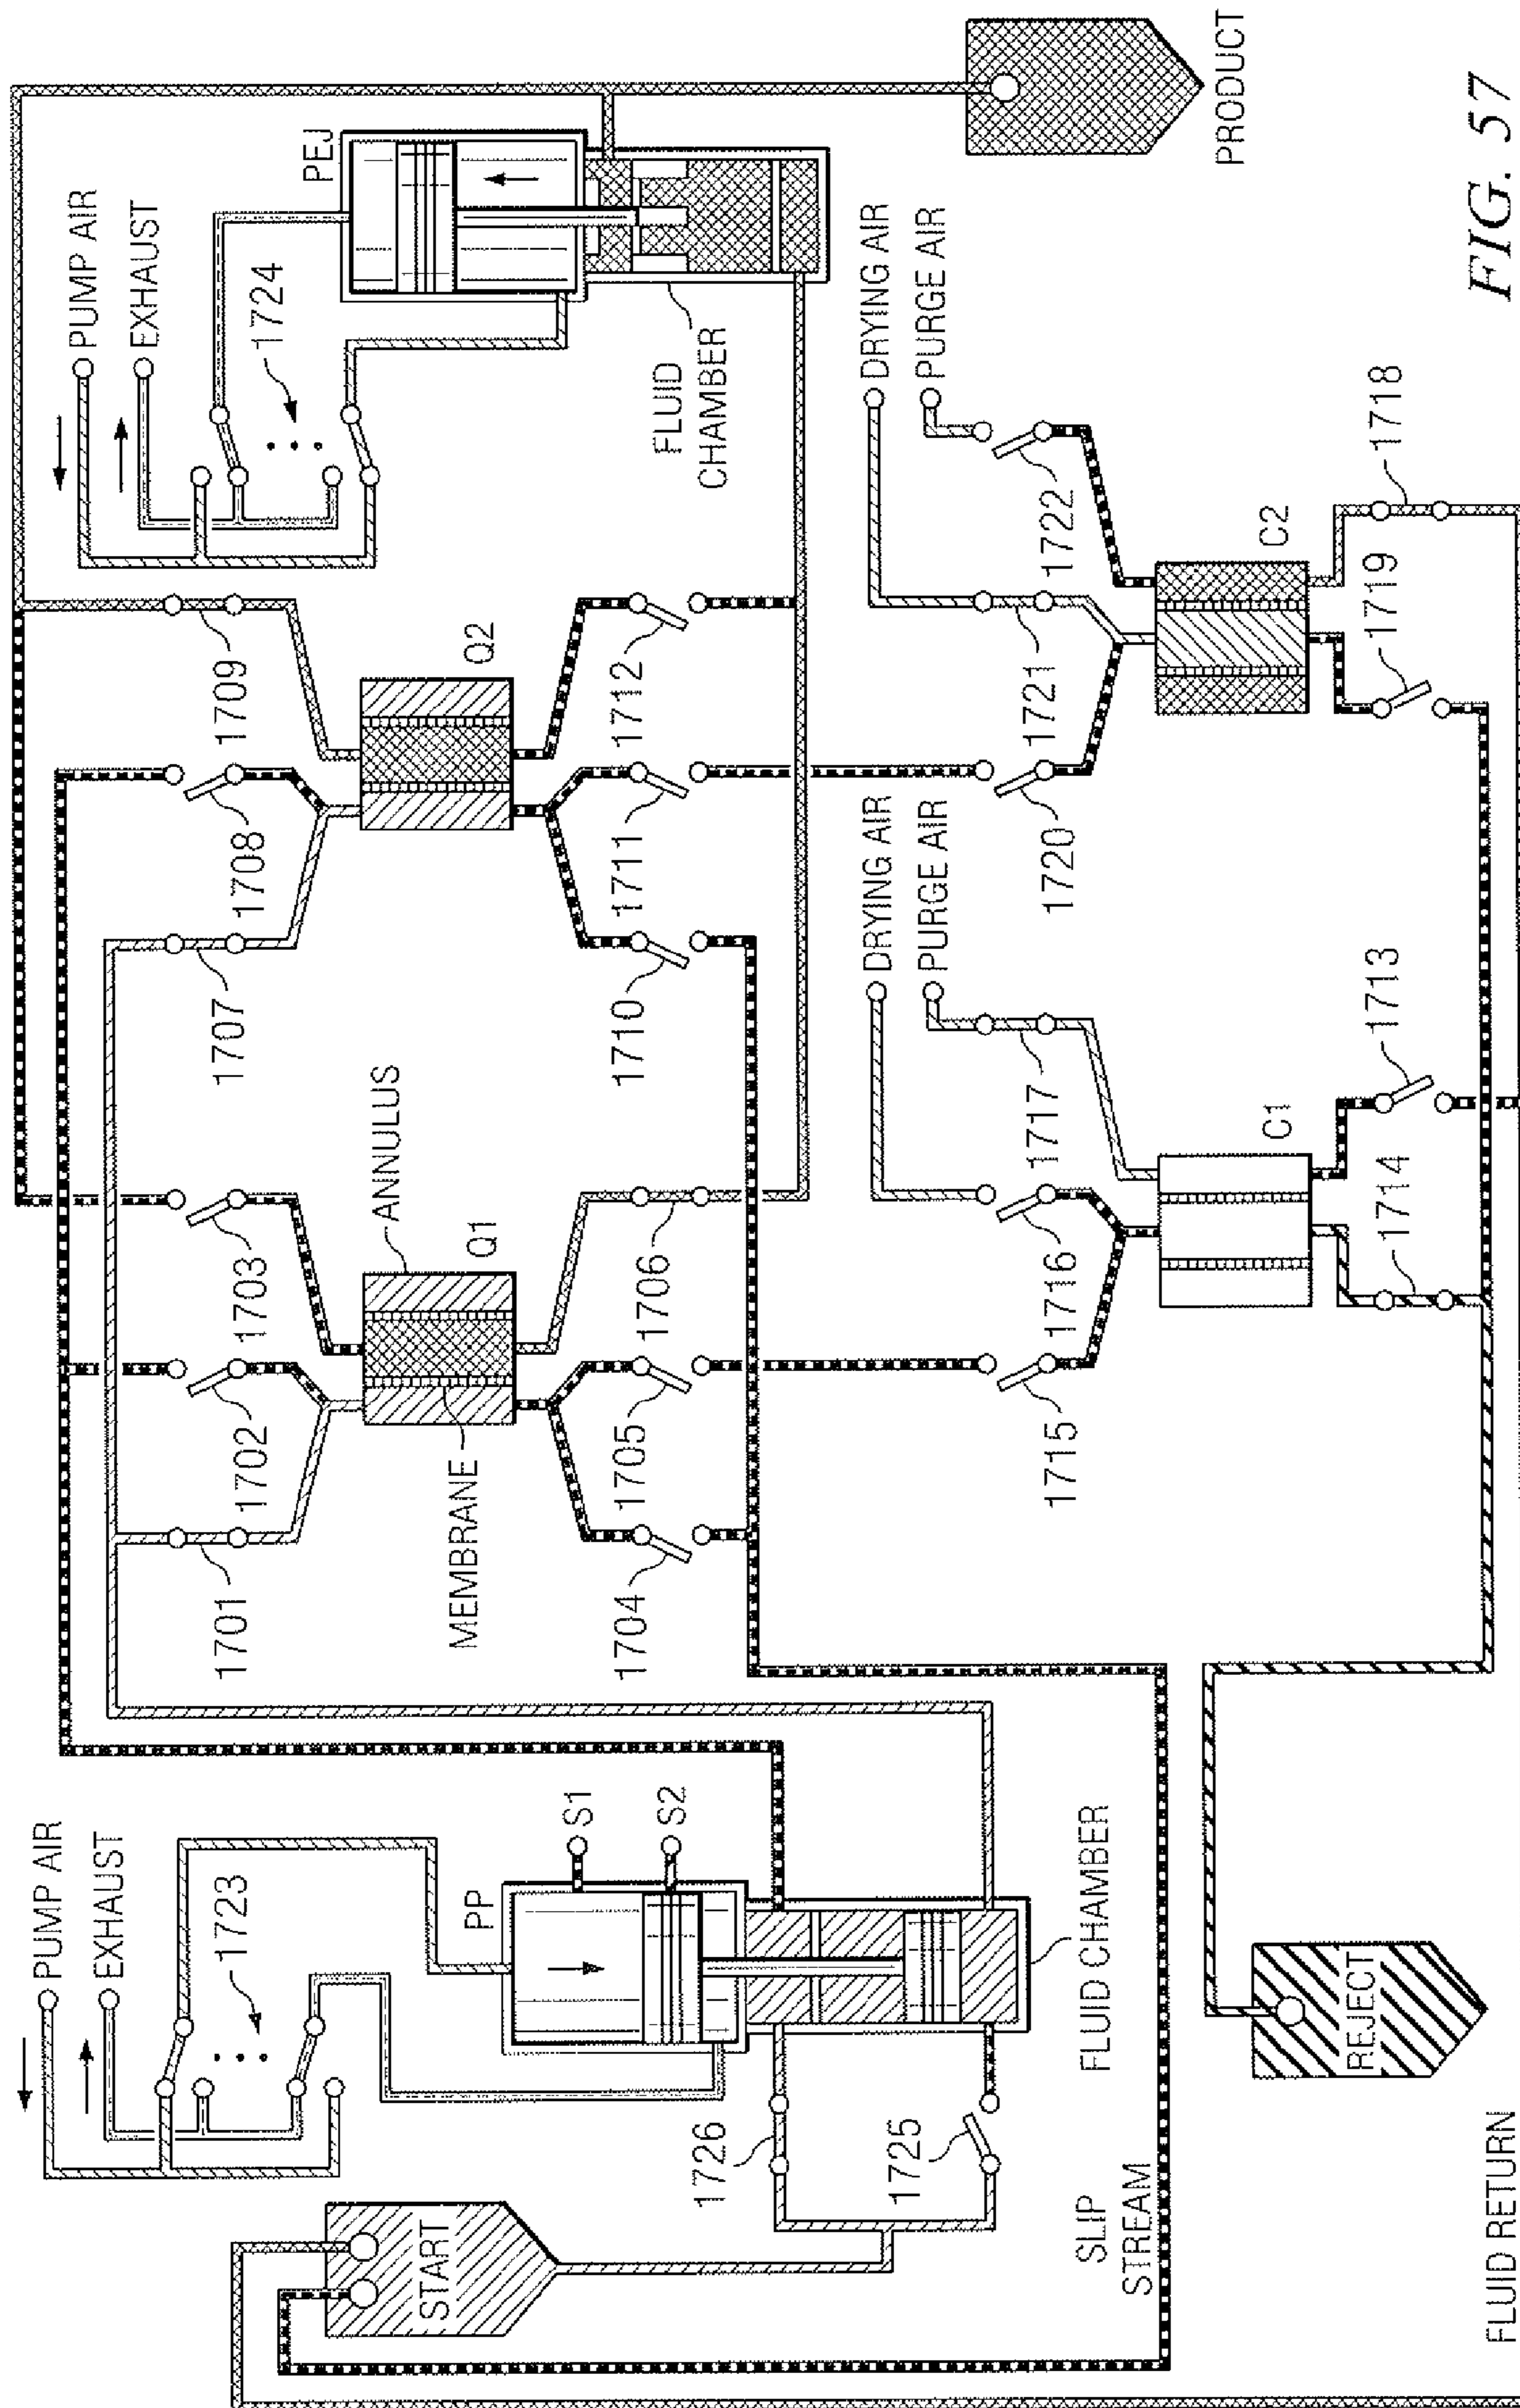 PUMP AIR
EXHAUST
1723
PP
S1
S2
START
1726
1725
SLIP
STREAM
FLUID CHAMBER
REJECT
FLUID RETURN
1701
1702
1703
MEMBRANE
ANNULUS
Q1
1704
1705
1706
1707
1708
1709
Q2
1710
1711
1712
PUMP AIR
EXHAUST
1724
PEJ
FLUID
CHAMBER
DRYING AIR
PURGE AIR
1715
1716
1717
C1
1714
1713
DRYING AIR
PURGE AIR
1720
1721
1722
C2
1719
1718
PRODUCT
FIG. 57